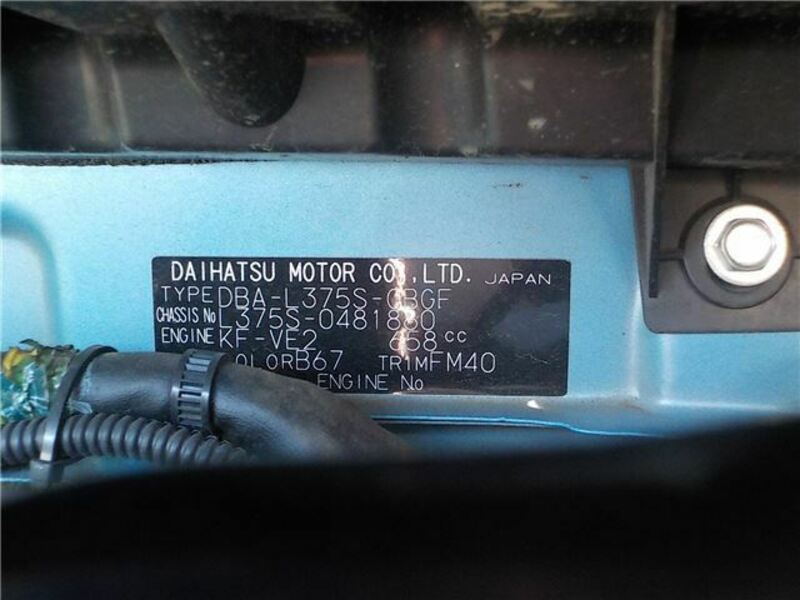 DAIHATSU MOTOR CO.,LTD. JAPAN
TYPE DBA-L375S-GBGF
CHASSIS No L375S-0481880
ENGINE KF-VE2 658 cc
OLOR B67 TRIM FM40
ENGINE No